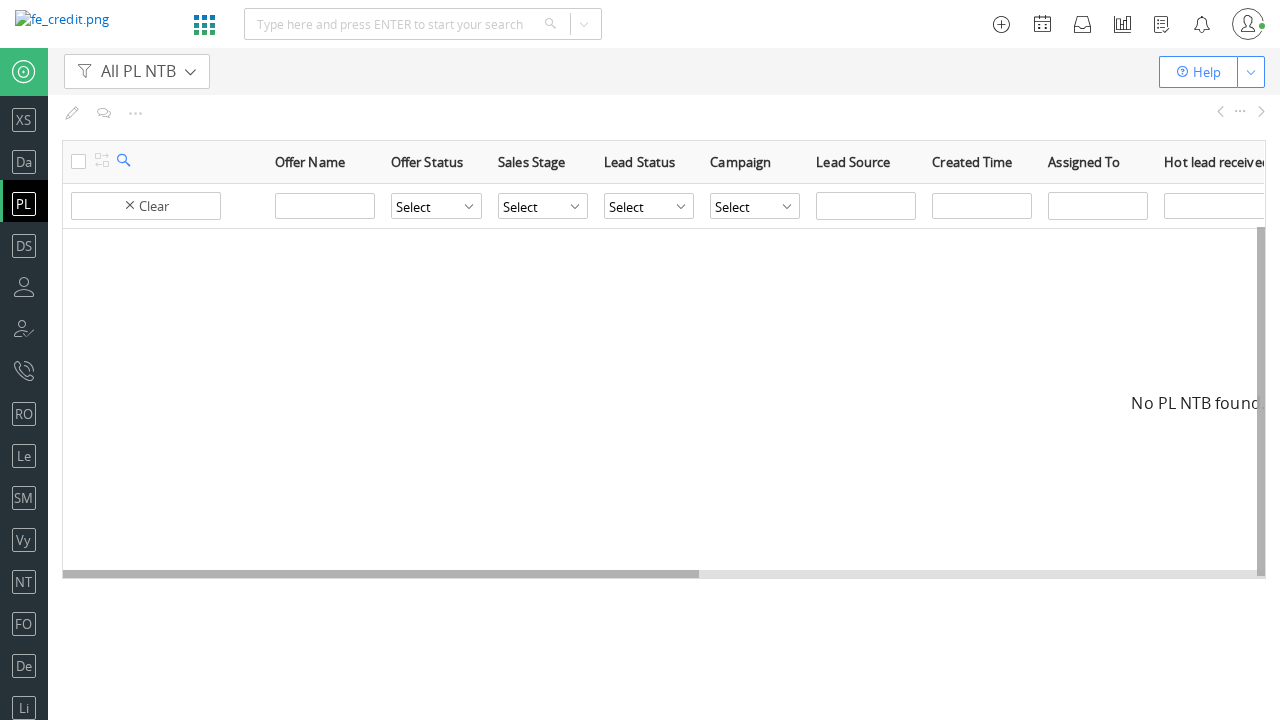 fe_credit.png
Type here and press ENTER to start your search
All PL NTB
Help
XS
Da
PL
DS
RO
Le
SM
Vy
NT
FO
De
Li
Offer Name
Offer Status
Sales Stage
Lead Status
Campaign
Lead Source
Created Time
Assigned To
Hot lead received
Clear
Select
Select
Select
Select
No PL NTB found.